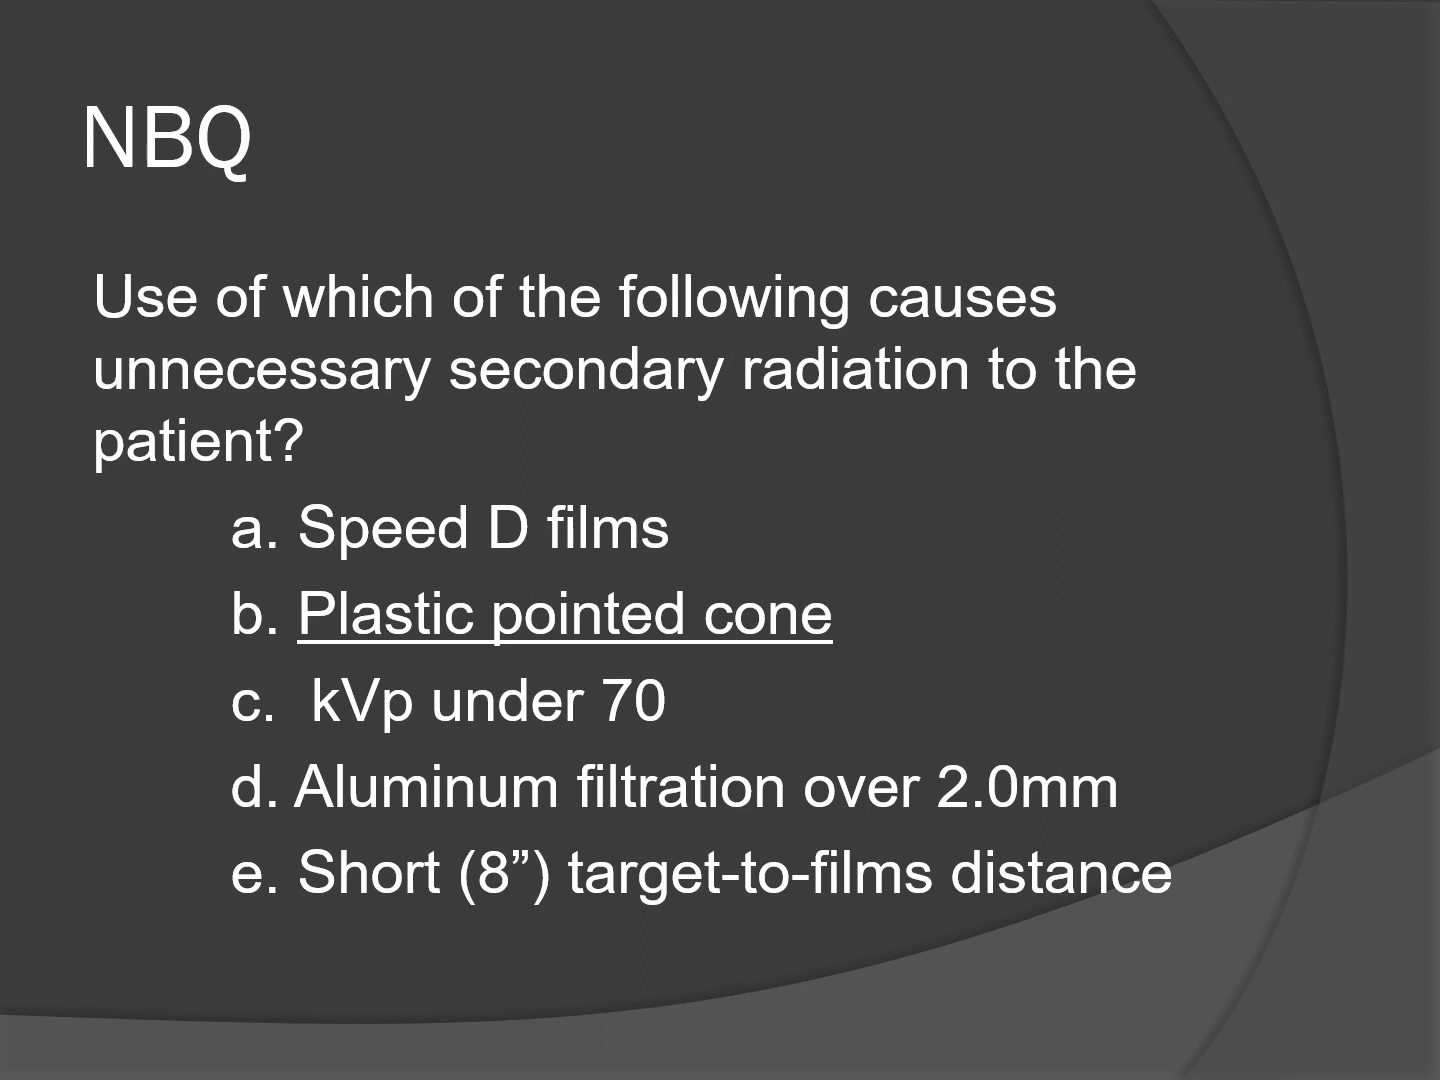 NBQ
Use of which of the following causes
unnecessary secondary radiation to the
patient?
a. Speed D films
b. Plastic pointed cone
c.  kVp under 70
d. Aluminum filtration over 2.0mm
e. Short (8”) target-to-films distance